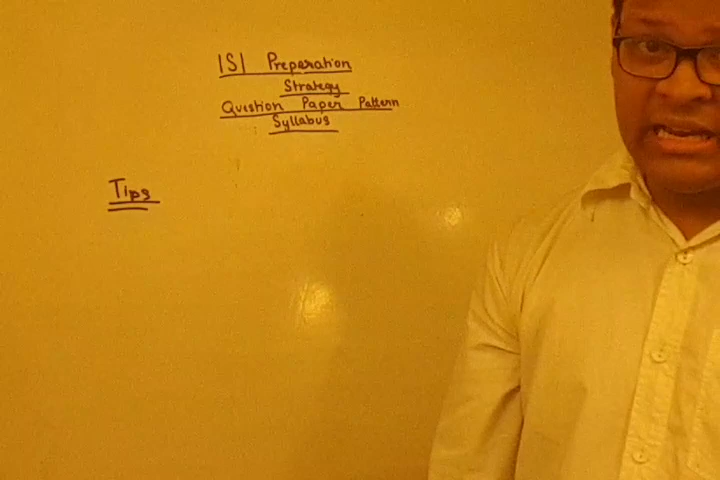 ISI Preparation
Strategy
Question Paper Pattern
Syllabus
Tips